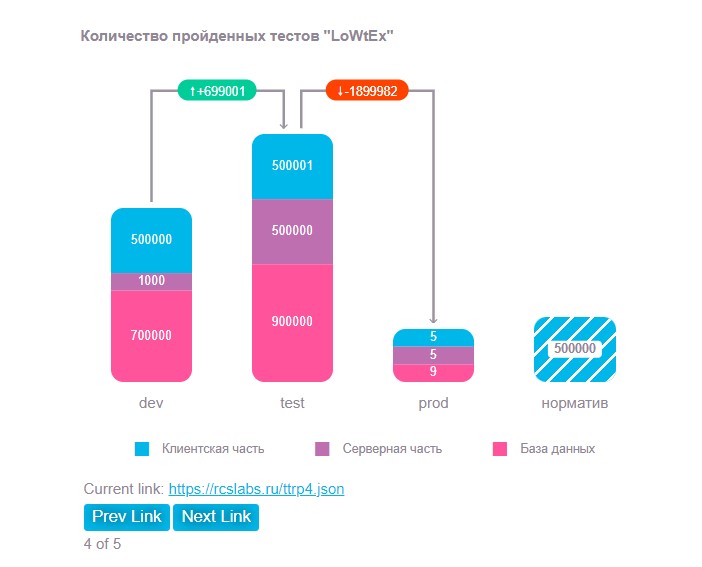 Количество пройденных тестов "LoWtEx"
↑+699001 ↓-1899982
500001
500000 500000
1000
700000 900000
5
5
9
500000
dev test prod норматив
Клиентская часть Серверная часть База данных
Current link: https://rcslabs.ru/ttrp4.json
Prev Link Next Link
4 of 5